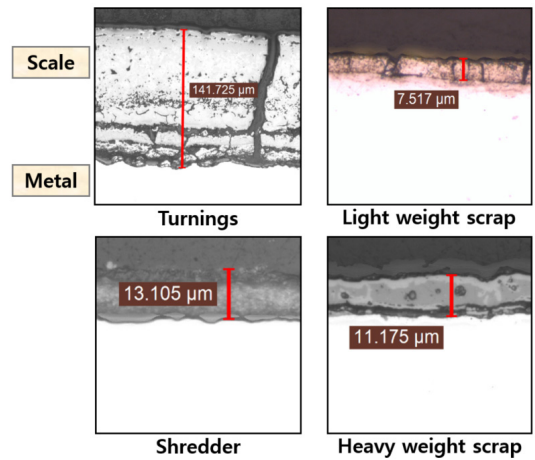 Scale
141.725 µm
7.517 µm
Metal
Turnings
Light weight scrap
13.105 µm
11.175 µm
Shredder
Heavy weight scrap